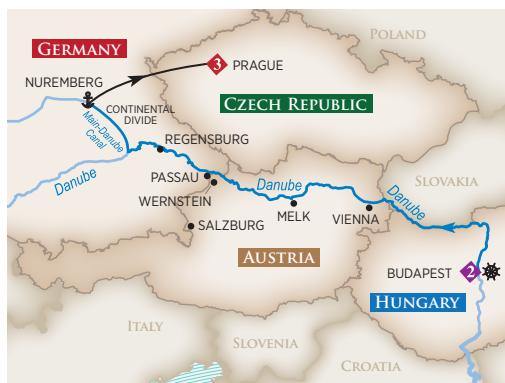 POLAND
GERMANY
3 PRAGUE
NUREMBERG
CZECH REPUBLIC
CONTINENTAL
DIVIDE
Main-Danube
Canal
REGENSBURG
Danube
PASSAU
Danube
SLOVAKIA
WERNSTEIN
Danube
MELK
VIENNA
SALZBURG
AUSTRIA
BUDAPEST 2
HUNGARY
ITALY
SLOVENIA
CROATIA